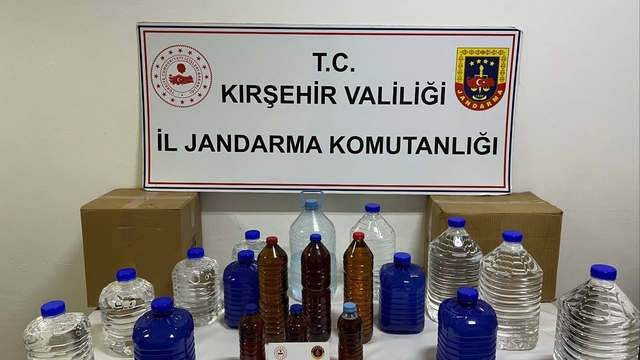 T.C.
KIRŞEHİR VALİLİĞİ
İL JANDARMA KOMUTANLIĞI
JANDARMA